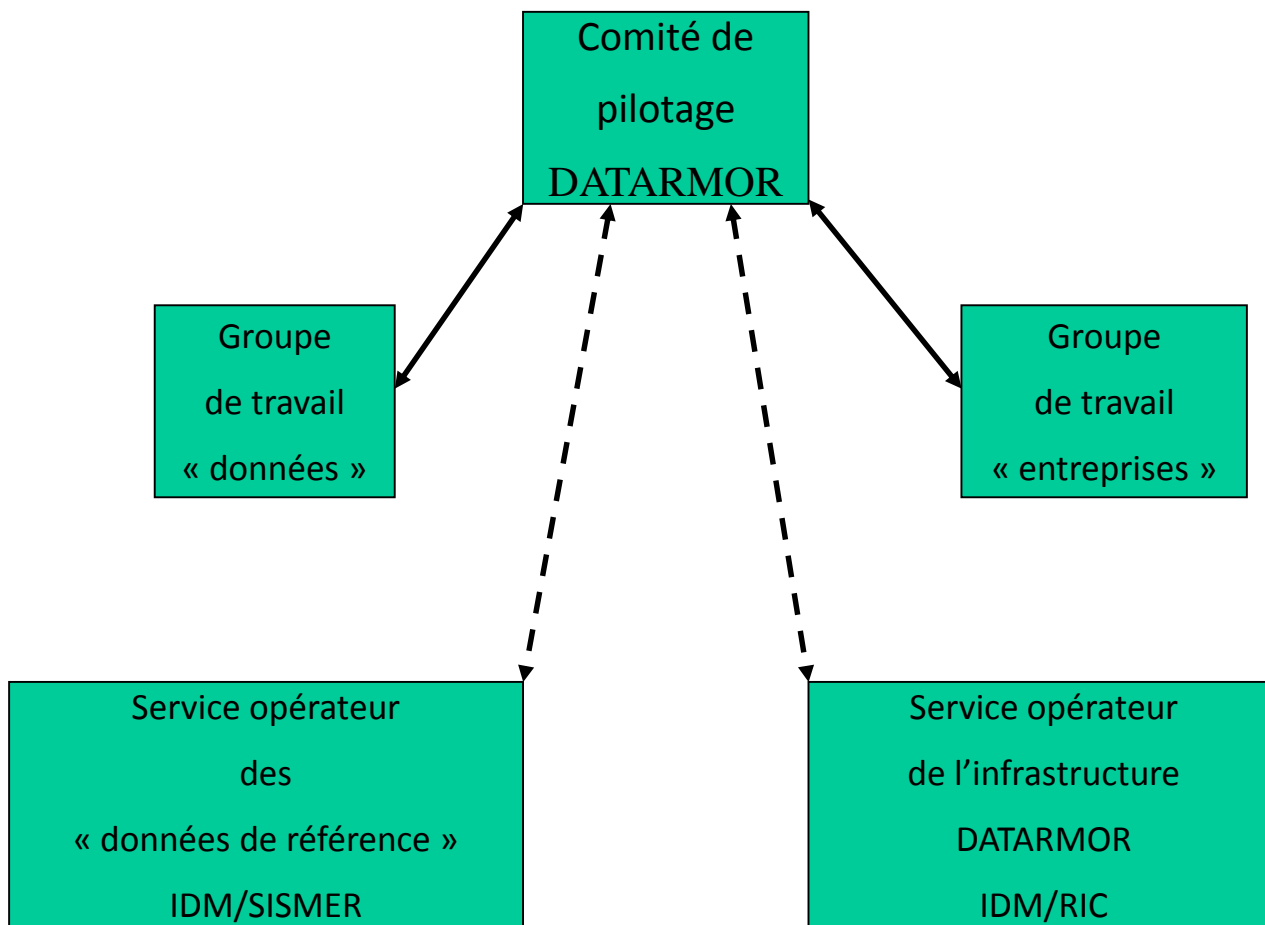 Comité de
pilotage
DATARMOR
Groupe
de travail
« données »
Groupe
de travail
« entreprises »
Service opérateur
des
« données de référence »
IDM/SISMER
Service opérateur
de l’infrastructure
DATARMOR
IDM/RIC